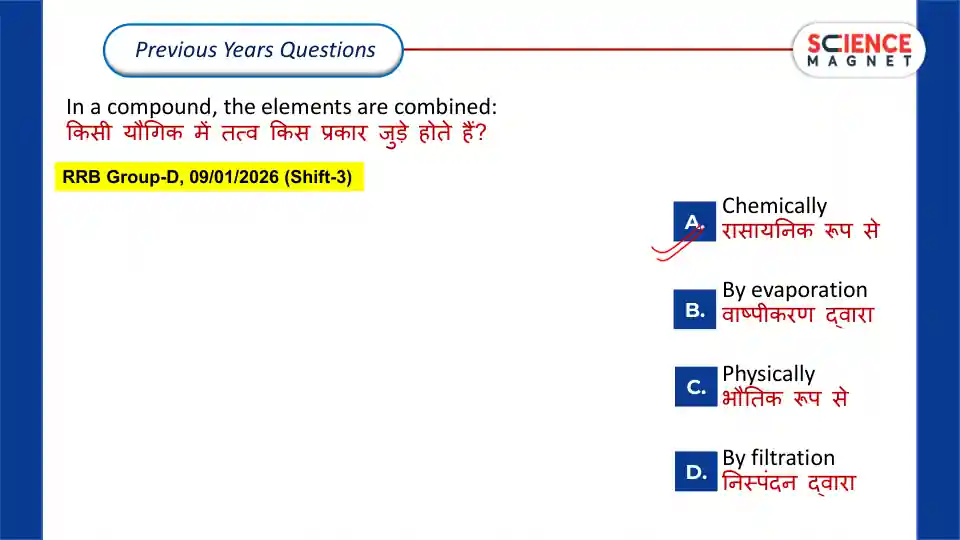 Previous Years Questions
SCIENCE
MAGNET
In a compound, the elements are combined:
किसी यौगिक में तत्व किस प्रकार जुड़े होते हैं?
RRB Group-D, 09/01/2026 (Shift-3)
A.
Chemically
रासायनिक रूप से
B.
By evaporation
वाष्पीकरण द्वारा
C.
Physically
भौतिक रूप से
D.
By filtration
निस्पंदन द्वारा